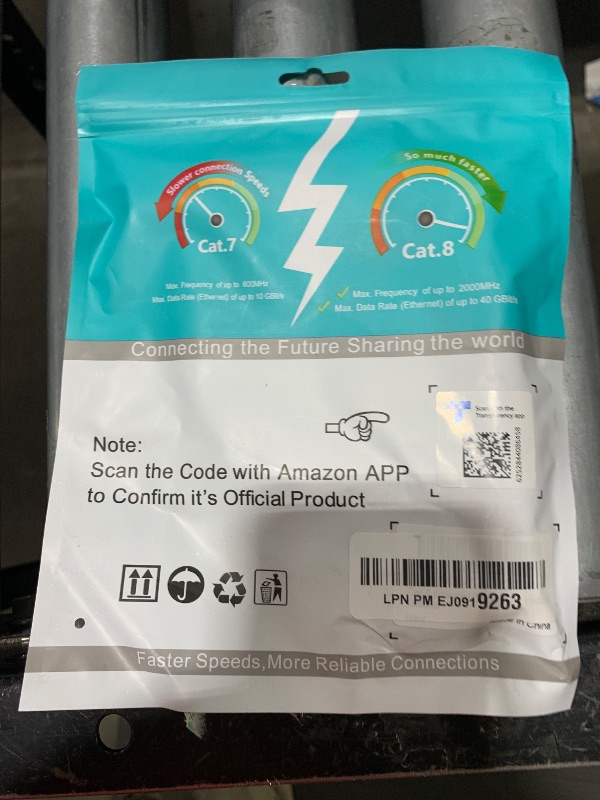 Slower connection Speeds
So much faster
Cat.7
Cat.8
Max. Frequency of up to 600MHz
Max. Data Rate (Ethernet) of up to 10 GBit/s
Max. Frequency of up to 2000MHz
Max. Data Rate (Ethernet) of up to 40 GBit/s
Connecting the Future Sharing the world
Scan with the
Transparency app
Note:
Scan the Code with Amazon APP
to Confirm it's Official Product
LPN PM EJ0919263
Made in China
Faster Speeds,More Reliable Connections